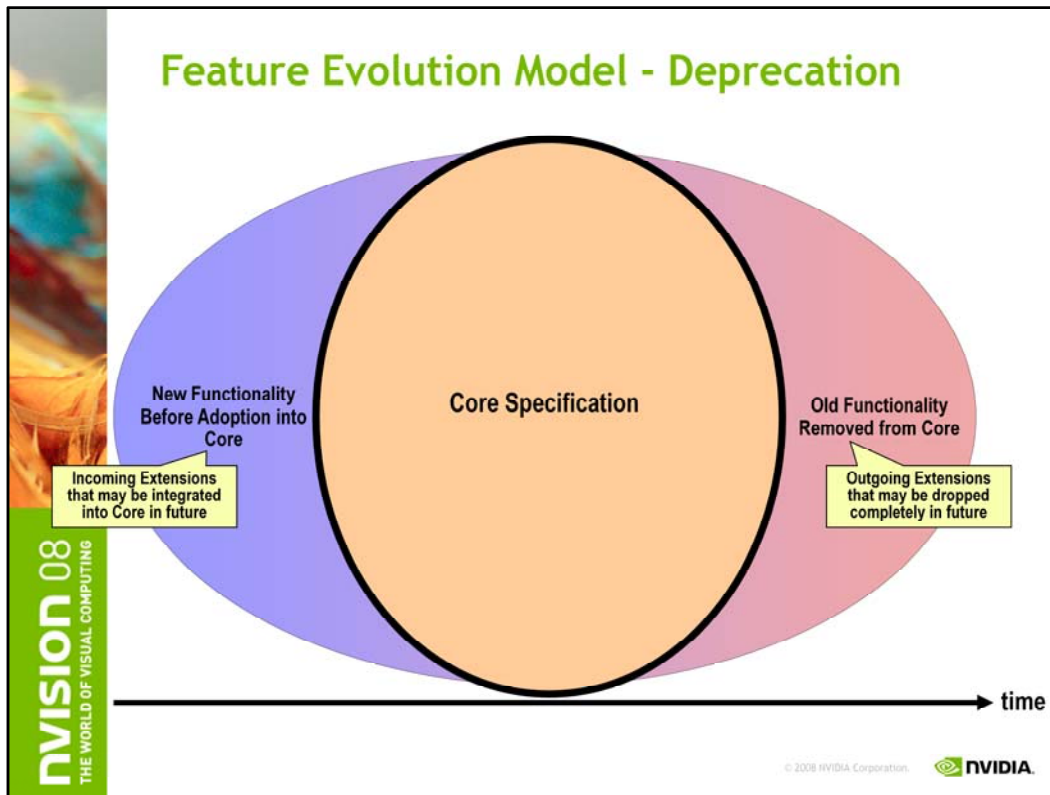 Feature Evolution Model - Deprecation
New Functionality
Before Adoption into
Core
Incoming Extensions
that may be integrated
into Core in future
Core Specification
Old Functionality
Removed from Core
Outgoing Extensions
that may be dropped
completely in future
time
nvision 08
THE WORLD OF VISUAL COMPUTING
© 2008 NVIDIA Corporation.
NVIDIA.